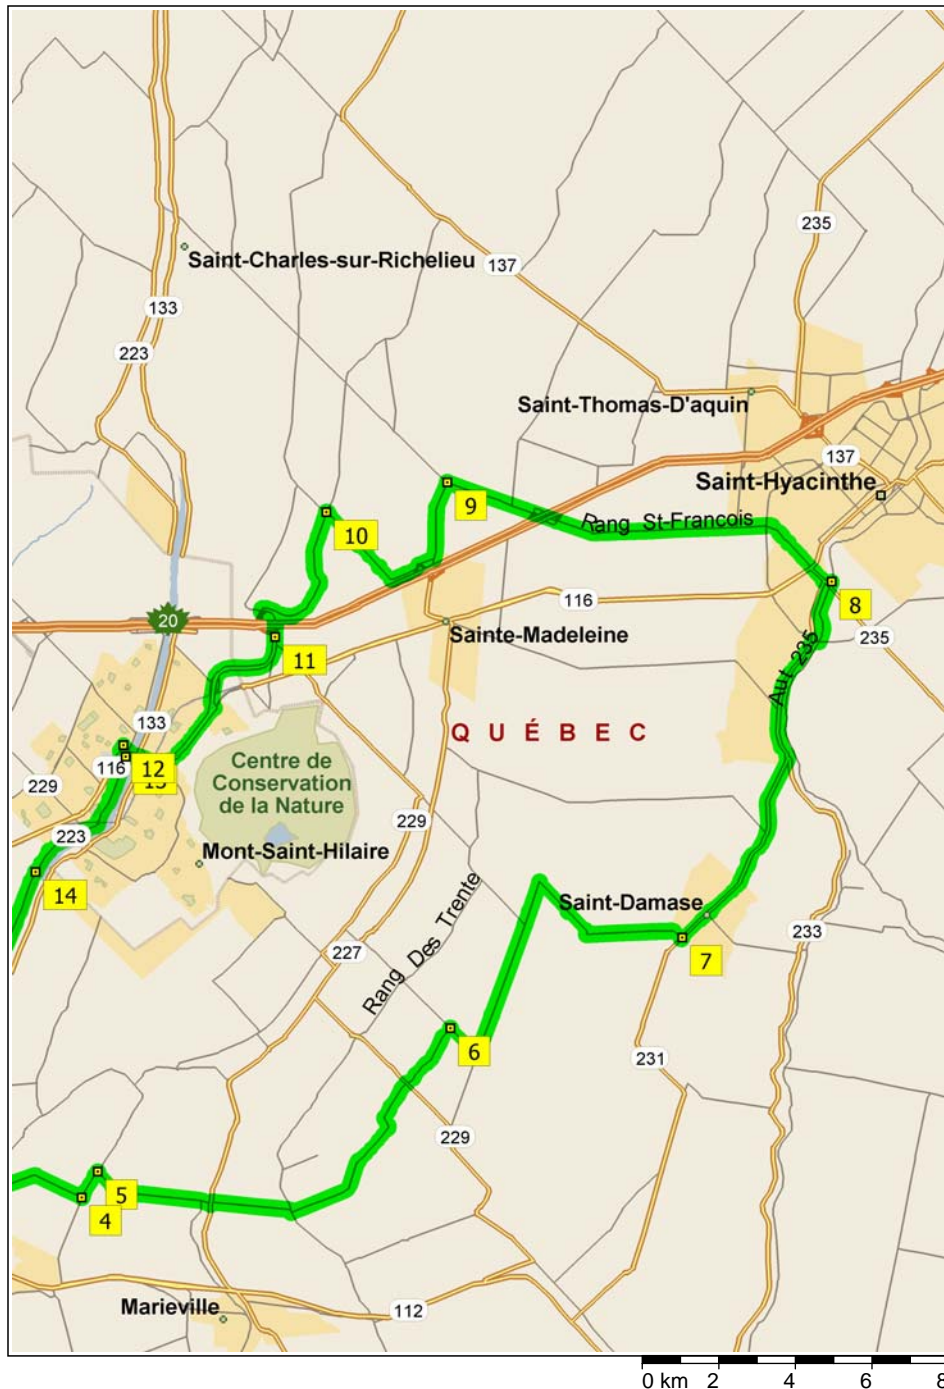 235
Saint-Charles-sur-Richelieu
137
133
223
Saint-Thomas-D'aquin
137
Saint-Hyacinthe
9
Rang St-Francois
10
8
116
20
Sainte-Madeleine
235
11
Aut 235
133
QUÉBEC
12
116
13
229
Centre de
Conservation
de la Nature
229
223
Mont-Saint-Hilaire
14
Saint-Damase
Rang Des Trente
233
227
7
6
231
229
5
4
Marieville
112
0 km 2 4 6 8